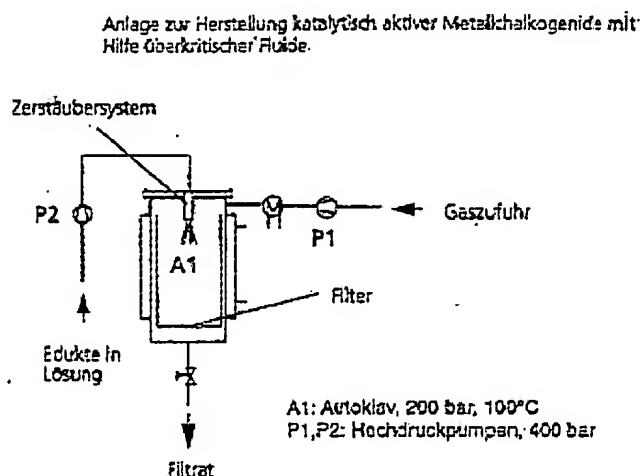 Anlage zur Herstellung katalytisch aktiver Metallchalkogenide mit
Hilfe überkritischer Fluide.
Zerstäubersystem
P2
P1
Gaszufuhr
A1
Filter
Edukte in
Lösung
A1: Autoklav, 200 bar, 100°C
P1,P2: Hochdruckpumpen, 400 bar
Filtrat